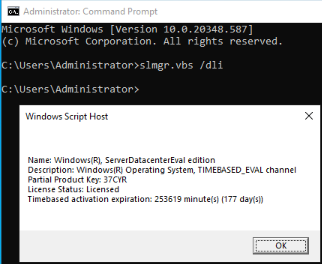 Administrator: Command Prompt
Microsoft Windows [Version 10.0.20348.587]
(c) Microsoft Corporation. All rights reserved.
C:\Users\Administrator>slmgr.vbs /dli
C:\Users\Administrator>
Windows Script Host
Name: Windows(R), ServerDatacenterEval edition
Description: Windows(R) Operating System, TIMEBASED_EVAL channel
Partial Product Key: 37CYR
License Status: Licensed
Timebased activation expiration: 253619 minute(s) (177 day(s))
OK